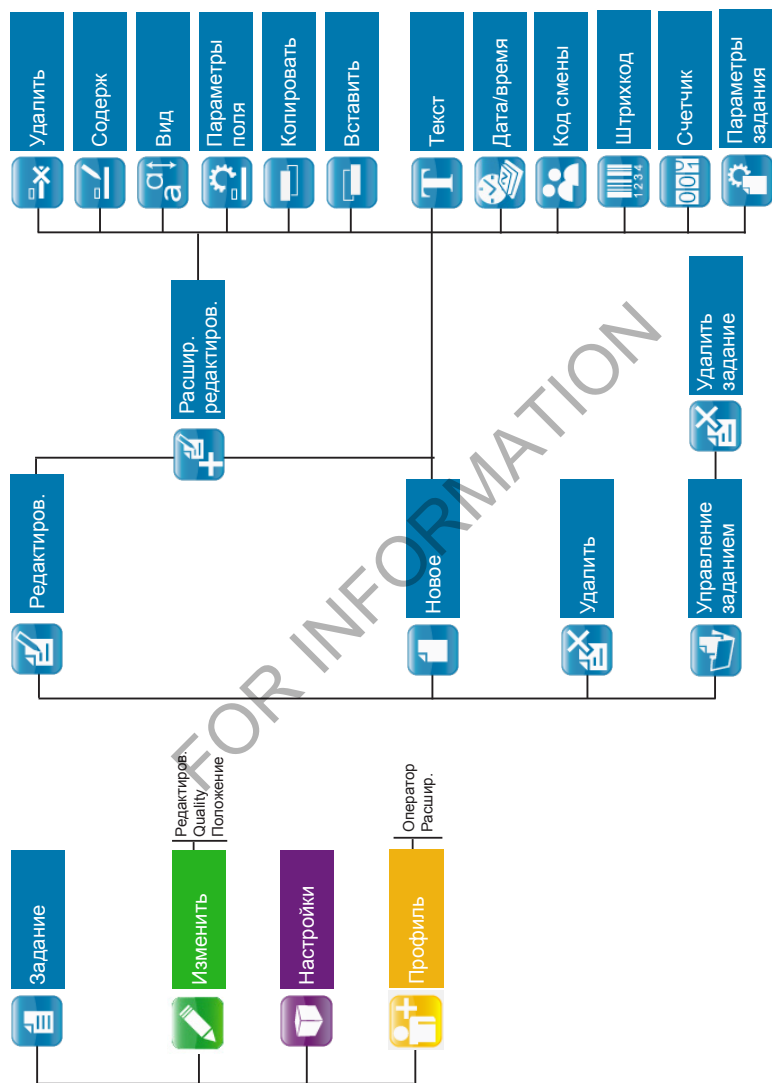 Задание
Изменить
Редактиров.
Quality
Положение
Настройки
Профиль
Оператор
Расшир.
Редактиров.
Новое
Удалить
Управление
заданием
Удалить
задание
Расшир.
редактиров.
Удалить
Содерж
Вид
Параметры
поля
Копировать
Вставить
Текст
Дата/время
Код смены
Штрихкод
1234
Счетчик
001
Параметры
задания
a
a
T
FOR INFORMATION